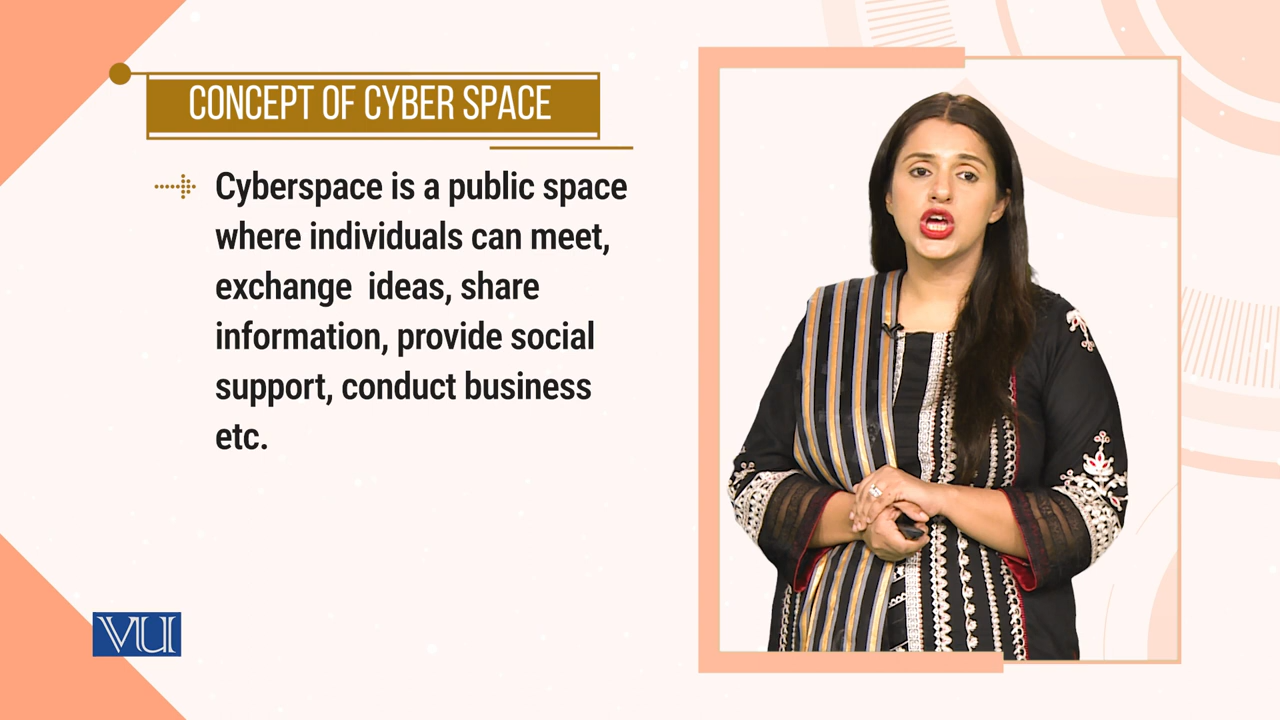 CONCEPT OF CYBER SPACE
Cyberspace is a public space
where individuals can meet,
exchange  ideas, share
information, provide social
support, conduct business
etc.
VU